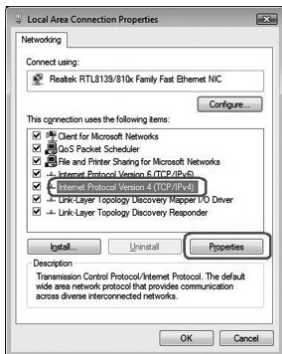 Local Area Connection Properties
Networking
Connect using:
Realtek RTL8139/810x Family Fast Ethernet NIC
Configure...
This connection uses the following items:
Client for Microsoft Networks
QoS Packet Scheduler
File and Printer Sharing for Microsoft Networks
Internet Protocol Version 6 (TCP/IPv6)
Internet Protocol Version 4 (TCP/IPv4)
Link-Layer Topology Discovery Mapper I/O Driver
Link-Layer Topology Discovery Responder
Install...
Uninstall
Properties
Description
Transmission Control Protocol/Internet Protocol. The default
wide area network protocol that provides communication
across diverse interconnected networks.
OK
Cancel